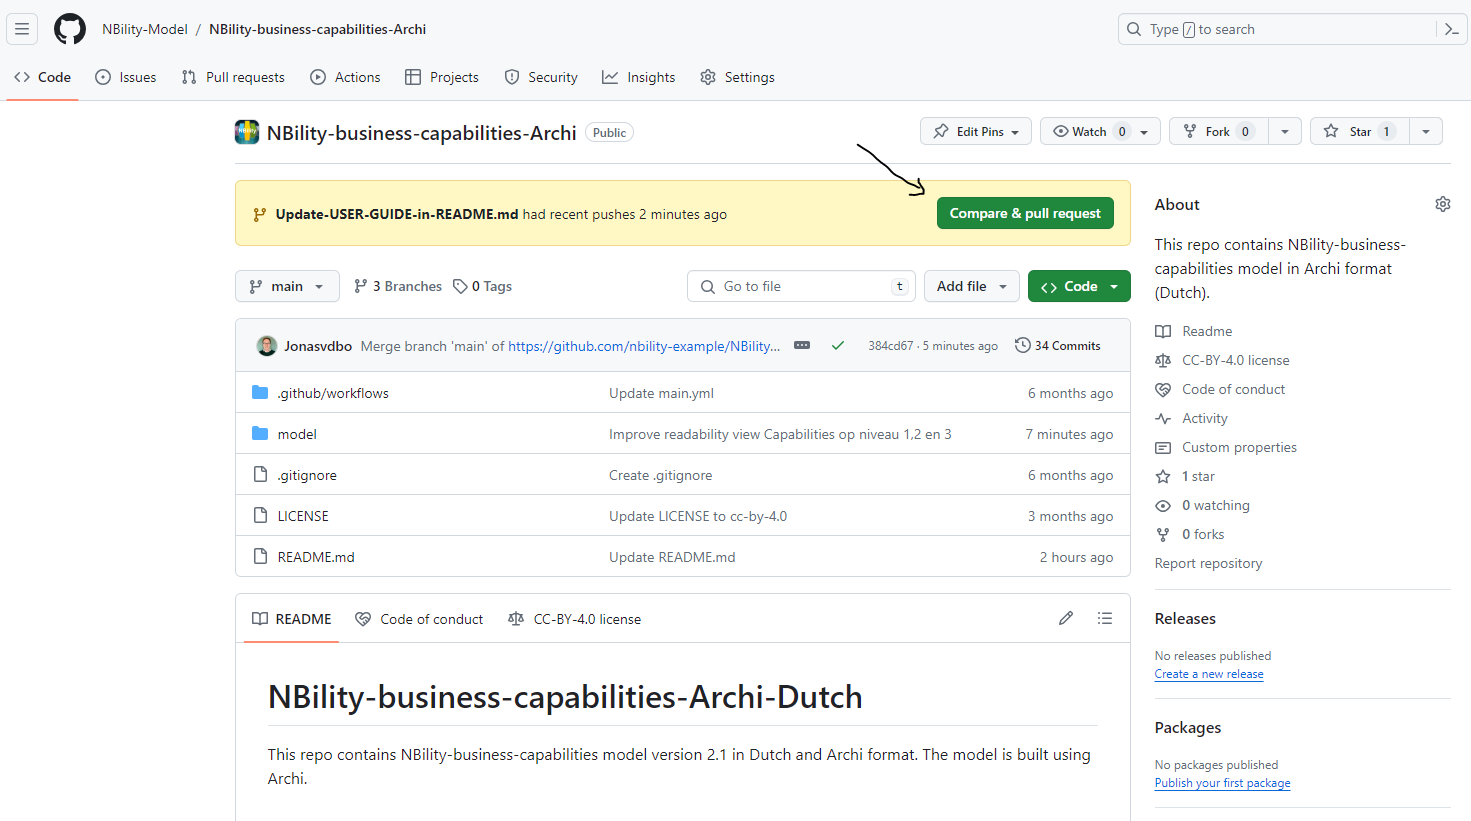 NBility-Model / NBility-business-capabilities-Archi
Type / to search
Code Issues Pull requests Actions Projects Security Insights Settings
NBility-business-capabilities-Archi Public
Edit Pins Watch 0 Fork 0 Star 1
Update-USER-GUIDE-in-README.md had recent pushes 2 minutes ago
Compare & pull request
main 3 Branches 0 Tags
Go to file t
Add file
Code
Jonasvdbo Merge branch 'main' of https://github.com/nbility-example/NBility... 384cd67 · 5 minutes ago 34 Commits
.github/workflows Update main.yml 6 months ago
model Improve readability view Capabilities op niveau 1,2 en 3 7 minutes ago
.gitignore Create .gitignore 6 months ago
LICENSE Update LICENSE to cc-by-4.0 3 months ago
README.md Update README.md 2 hours ago
README Code of conduct CC-BY-4.0 license
NBility-business-capabilities-Archi-Dutch
This repo contains NBility-business-capabilities model version 2.1 in Dutch and Archi format. The model is built using
Archi.
About
This repo contains NBility-business-
capabilities model in Archi format
(Dutch).
Readme
CC-BY-4.0 license
Code of conduct
Activity
Custom properties
1 star
0 watching
0 forks
Report repository
Releases
No releases published
Create a new release
Packages
No packages published
Publish your first package